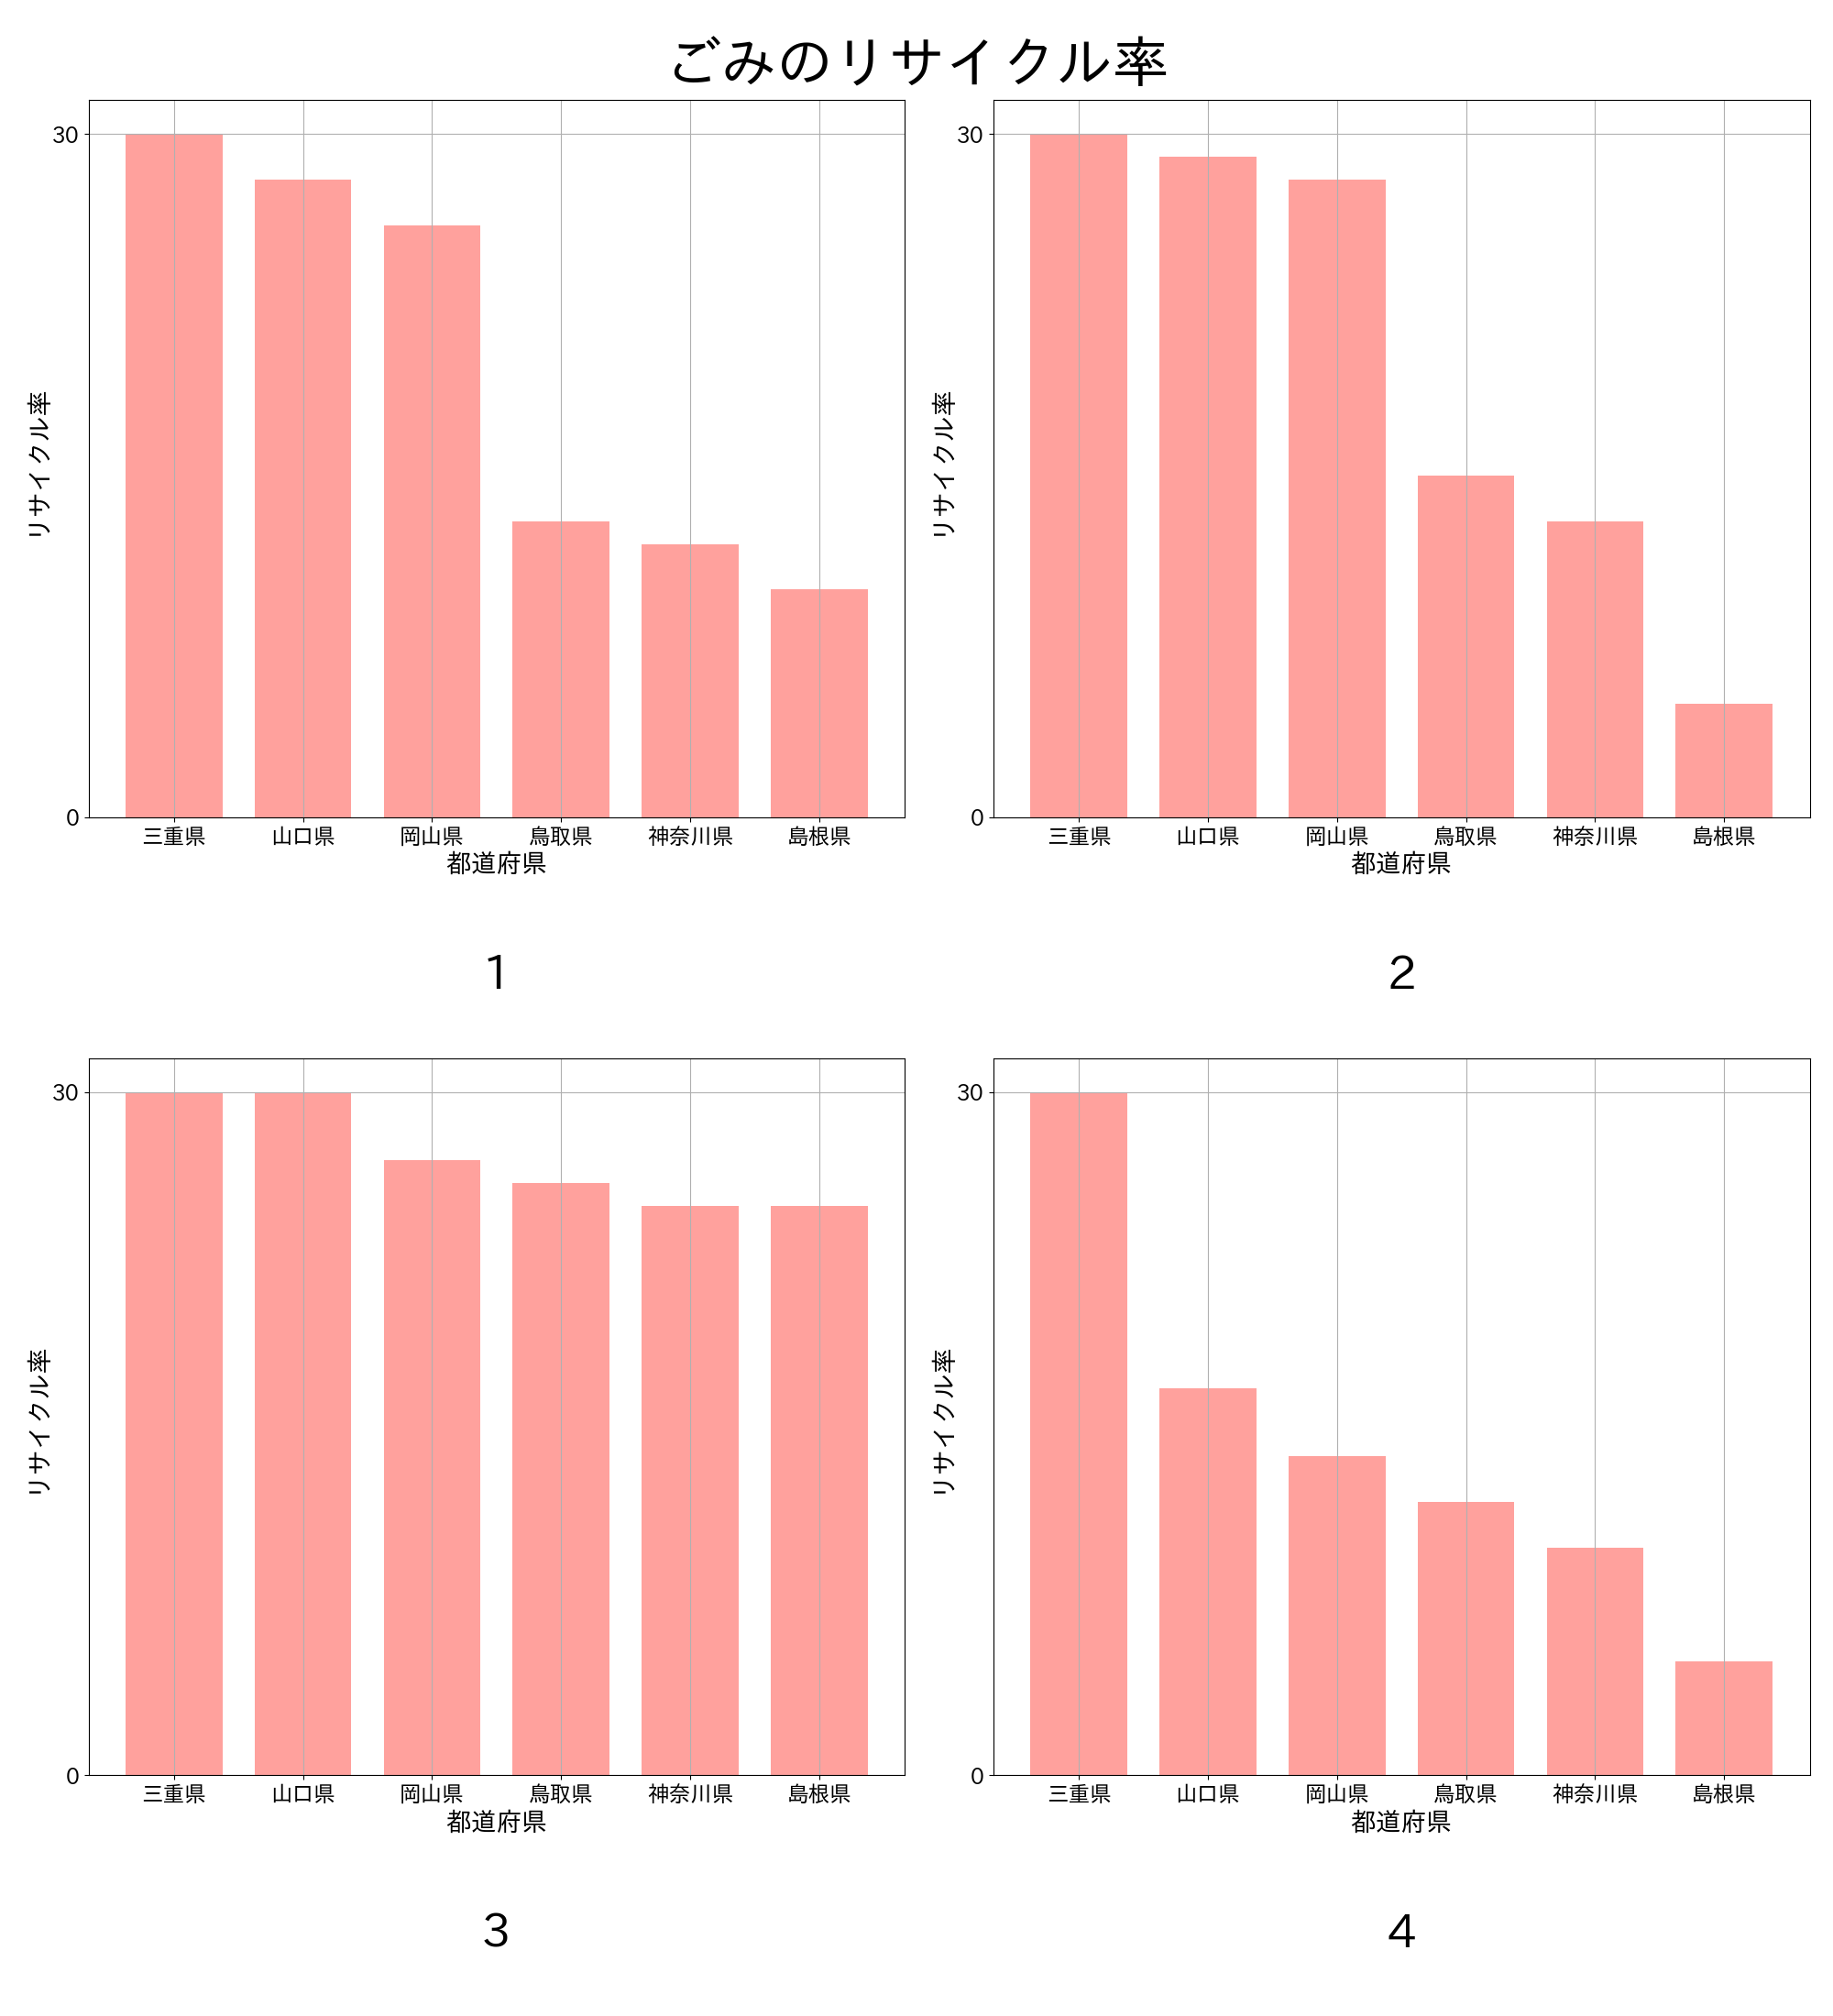 ごみのリサイクル率
30
0
リサイクル率
三重県 山口県 岡山県 鳥取県 神奈川県 島根県
都道府県
1
30
0
リサイクル率
三重県 山口県 岡山県 鳥取県 神奈川県 島根県
都道府県
2
30
0
リサイクル率
三重県 山口県 岡山県 鳥取県 神奈川県 島根県
都道府県
3
30
0
リサイクル率
三重県 山口県 岡山県 鳥取県 神奈川県 島根県
都道府県
4